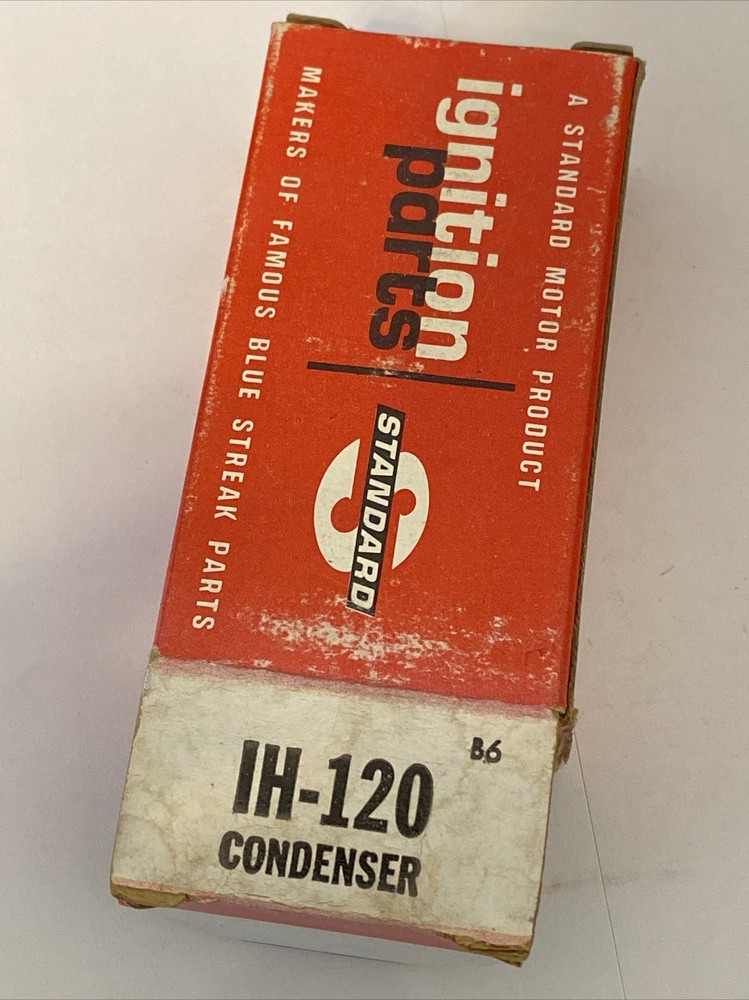 A STANDARD MOTOR PRODUCT
ignition
parts
STANDARD
MAKERS OF FAMOUS BLUE STREAK PARTS
B6
IH-120
CONDENSER